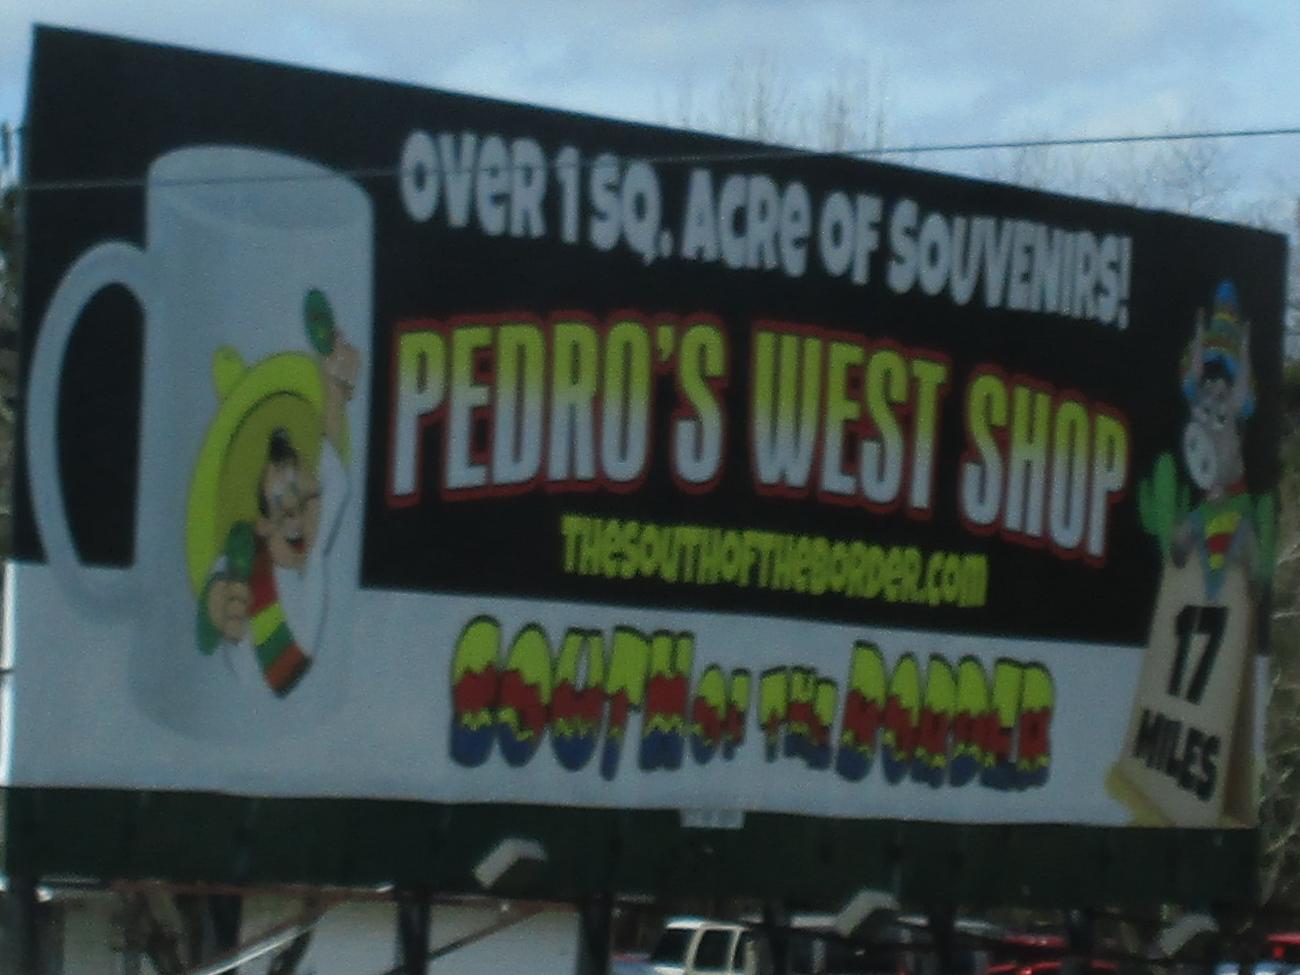 OVER 1 SQ. ACRE OF SOUVENIRS!
PEDRO'S WEST SHOP
THESOUTHOFTHEBORDER.COM
SOUTH OF THE BORDER
17
MILES